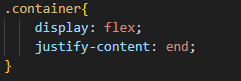 .container{
    display: flex;
    justify-content: end;
}